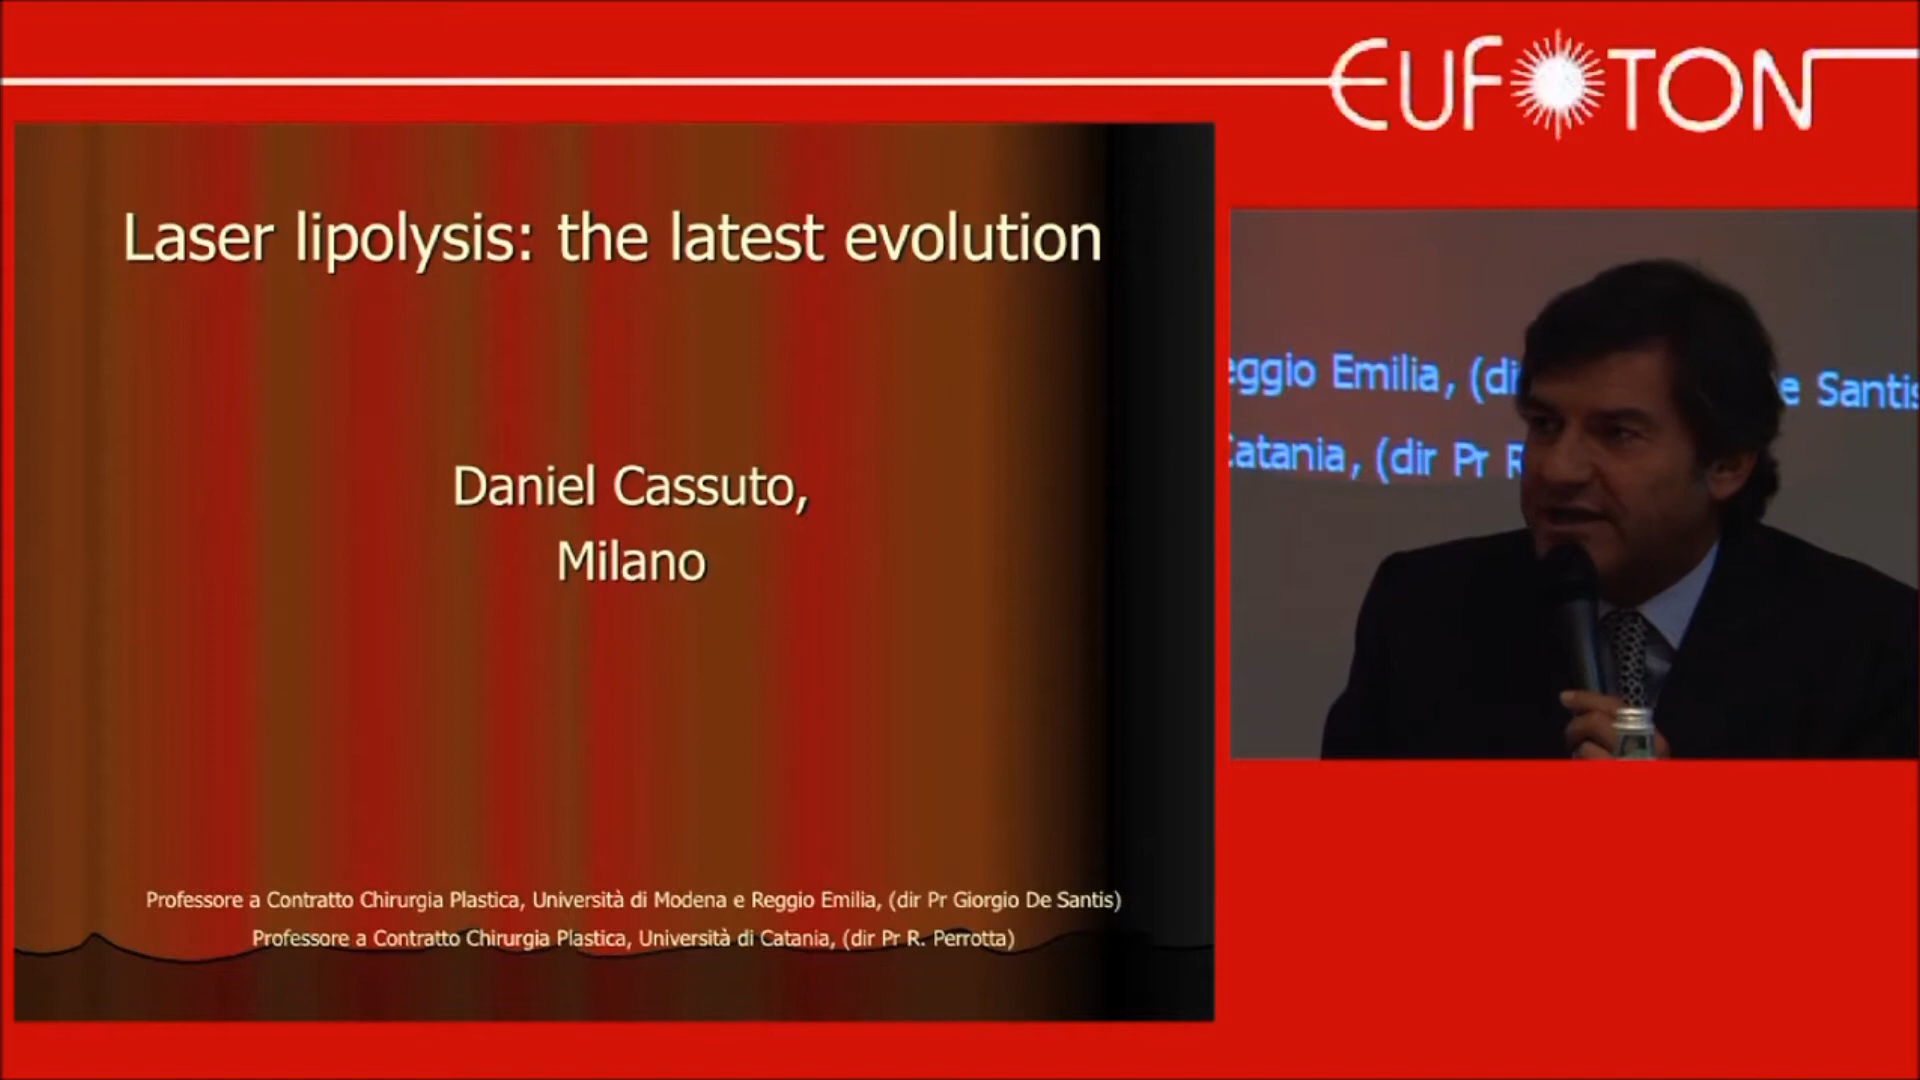 EUFOTON
Laser lipolysis: the latest evolution
Daniel Cassuto,
Milano
Professore a Contratto Chirurgia Plastica, Università di Modena e Reggio Emilia, (dir Pr Giorgio De Santis)
Professore a Contratto Chirurgia Plastica, Università di Catania, (dir Pr R. Perrotta)
eggio Emilia, (di e Santis
Catania, (dir Pr R